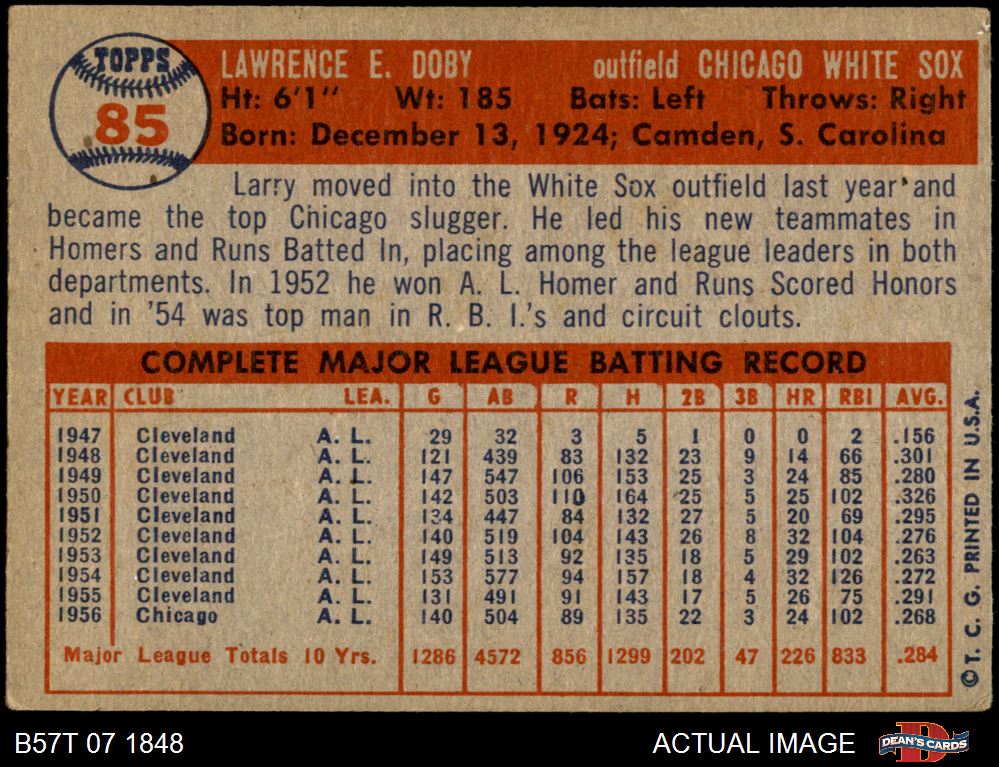 TOPPS
85
LAWRENCE E. DOBY outfield CHICAGO WHITE SOX
Ht: 6'1" Wt: 185 Bats: Left Throws: Right
Born: December 13, 1924; Camden, S. Carolina
Larry moved into the White Sox outfield last year and
became the top Chicago slugger. He led his new teammates in
Homers and Runs Batted In, placing among the league leaders in both
departments. In 1952 he won A. L. Homer and Runs Scored Honors
and in '54 was top man in R. B. I.'s and circuit clouts.
COMPLETE MAJOR LEAGUE BATTING RECORD
YEAR CLUB LEA. G AB R H 2B 3B HR RBI AVG.
1947 Cleveland A. L. 29 32 3 5 1 0 0 2 .156
1948 Cleveland A. L. 121 439 83 132 23 9 14 66 .301
1949 Cleveland A. L. 147 547 106 153 25 3 24 85 .280
1950 Cleveland A. L. 142 503 110 164 25 5 25 102 .326
1951 Cleveland A. L. 134 447 84 132 27 5 20 69 .295
1952 Cleveland A. L. 140 519 104 143 26 8 32 104 .276
1953 Cleveland A. L. 149 513 92 135 18 5 29 102 .263
1954 Cleveland A. L. 153 577 94 157 18 4 32 126 .272
1955 Cleveland A. L. 131 491 91 143 17 5 26 75 .291
1956 Chicago A. L. 140 504 89 135 22 3 24 102 .268
Major League Totals 10 Yrs. 1286 4572 856 1299 202 47 226 833 .284
© T. C. G. PRINTED IN U.S.A.
B57T 07 1848 ACTUAL IMAGE
DEAN'S CARDS